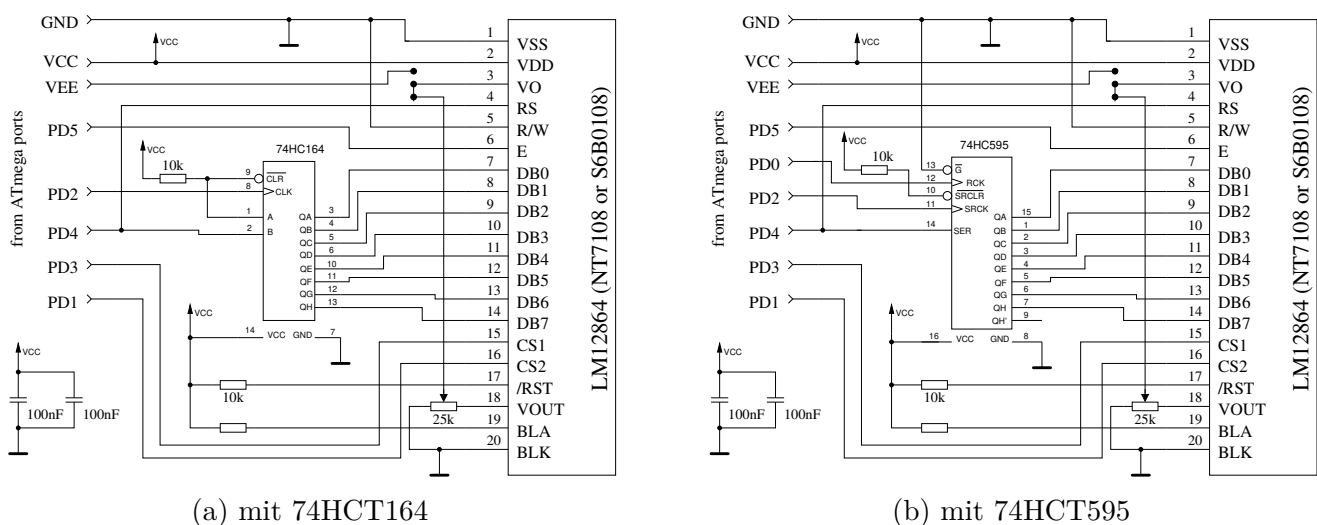 GND
VCC
VEE
PD5
PD2
PD4
PD3
PD1
from ATmega ports
VCC
VCC
10k
74HC164
9
CLR
8
CLK
1
A
2
B
QA
3
QB
4
QC
5
QD
6
QE
10
QF
11
QG
12
QH
13
VCC
14
VCC
GND
7
10k
VCC
100nF
100nF
25k
1
VSS
2
VDD
3
VO
4
RS
5
R/W
6
E
7
DB0
8
DB1
9
DB2
10
DB3
11
DB4
12
DB5
13
DB6
14
DB7
15
CS1
16
CS2
17
/RST
18
VOUT
19
BLA
20
BLK
LM12864 (NT7108 or S6B0108)
(a) mit 74HCT164
GND
VCC
VEE
PD5
PD0
PD2
PD4
PD3
PD1
from ATmega ports
VCC
VCC
10k
74HC595
13
G
12
RCK
10
SRCLR
11
SRCK
14
SER
QA
15
QB
1
QC
2
QD
3
QE
4
QF
5
QG
6
QH
7
QH'
9
VCC
16
VCC
GND
8
10k
VCC
100nF
100nF
25k
1
VSS
2
VDD
3
VO
4
RS
5
R/W
6
E
7
DB0
8
DB1
9
DB2
10
DB3
11
DB4
12
DB5
13
DB6
14
DB7
15
CS1
16
CS2
17
/RST
18
VOUT
19
BLA
20
BLK
LM12864 (NT7108 or S6B0108)
(b) mit 74HCT595